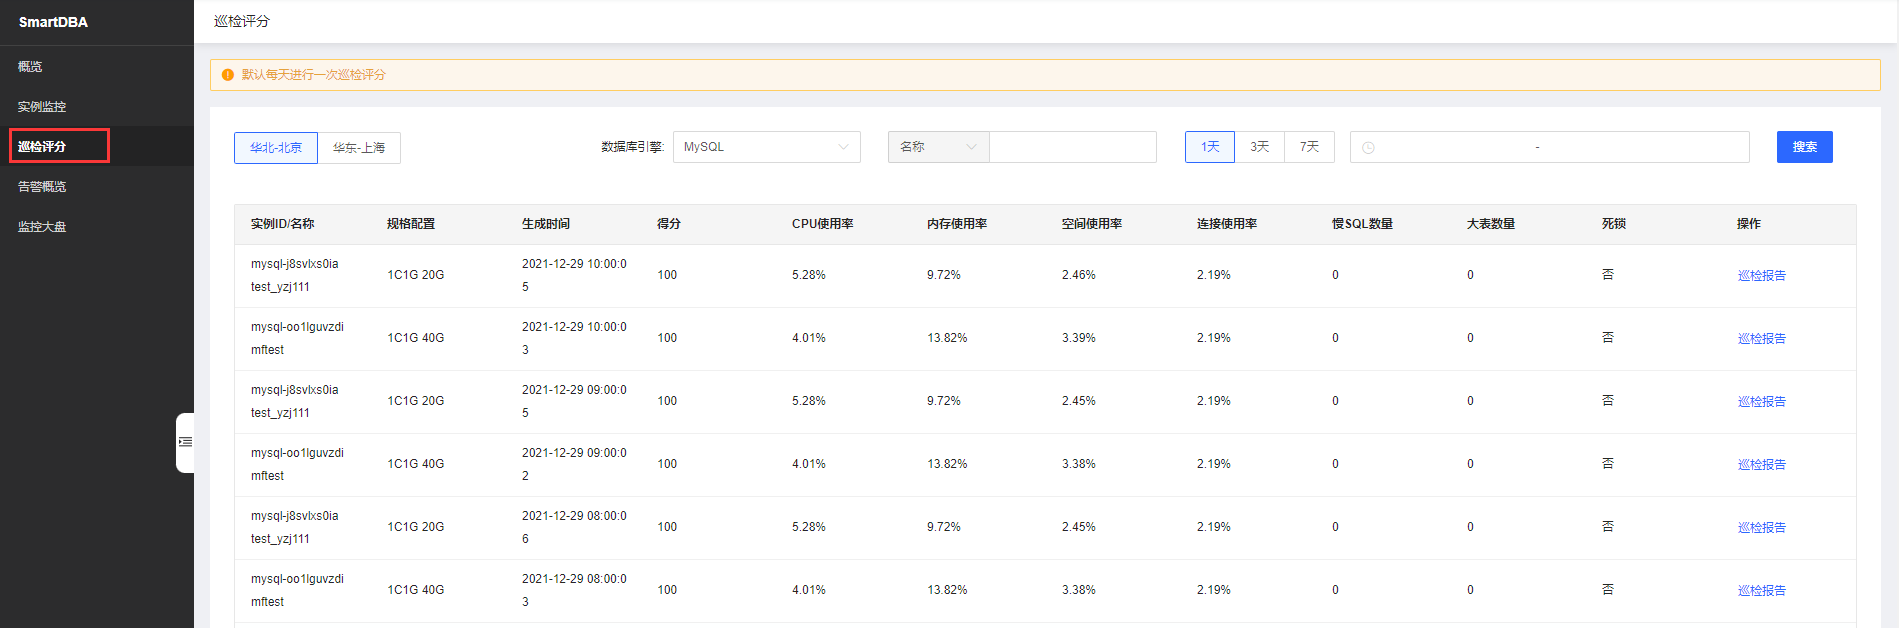 SmartDBA
概览
实例监控
巡检评分
告警概览
监控大盘
巡检评分
默认每天进行一次巡检评分
华北-北京 华东-上海 数据库引擎: MySQL 名称 1天 3天 7天 - 搜索
实例ID/名称 规格配置 生成时间 得分 CPU使用率 内存使用率 空间使用率 连接使用率 慢SQL数量 大表数量 死锁 操作
mysql-j8svlxs0ia
test_yzj111 1C1G 20G 2021-12-29 10:00:0
5 100 5.28% 9.72% 2.46% 2.19% 0 0 否 巡检报告
mysql-oo1lguvzdi
mftest 1C1G 40G 2021-12-29 10:00:0
3 100 4.01% 13.82% 3.39% 2.19% 0 0 否 巡检报告
mysql-j8svlxs0ia
test_yzj111 1C1G 20G 2021-12-29 09:00:0
5 100 5.28% 9.72% 2.45% 2.19% 0 0 否 巡检报告
mysql-oo1lguvzdi
mftest 1C1G 40G 2021-12-29 09:00:0
2 100 4.01% 13.82% 3.38% 2.19% 0 0 否 巡检报告
mysql-j8svlxs0ia
test_yzj111 1C1G 20G 2021-12-29 08:00:0
6 100 5.28% 9.72% 2.45% 2.19% 0 0 否 巡检报告
mysql-oo1lguvzdi
mftest 1C1G 40G 2021-12-29 08:00:0
3 100 4.01% 13.82% 3.38% 2.19% 0 0 否 巡检报告